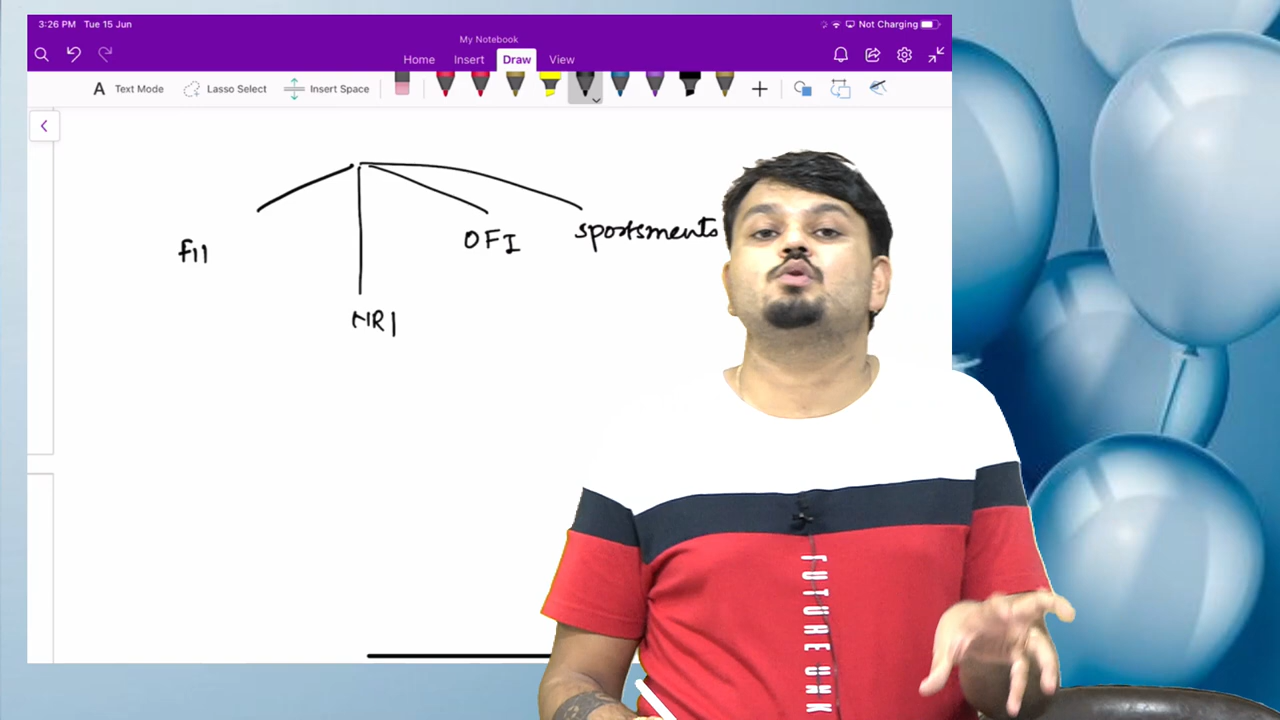 3:26 PM Tue 15 Jun
Not Charging
My Notebook
Home Insert Draw View
A Text Mode Lasso Select Insert Space
fII
NRI
OFI
sportsments
FUTURE UNK